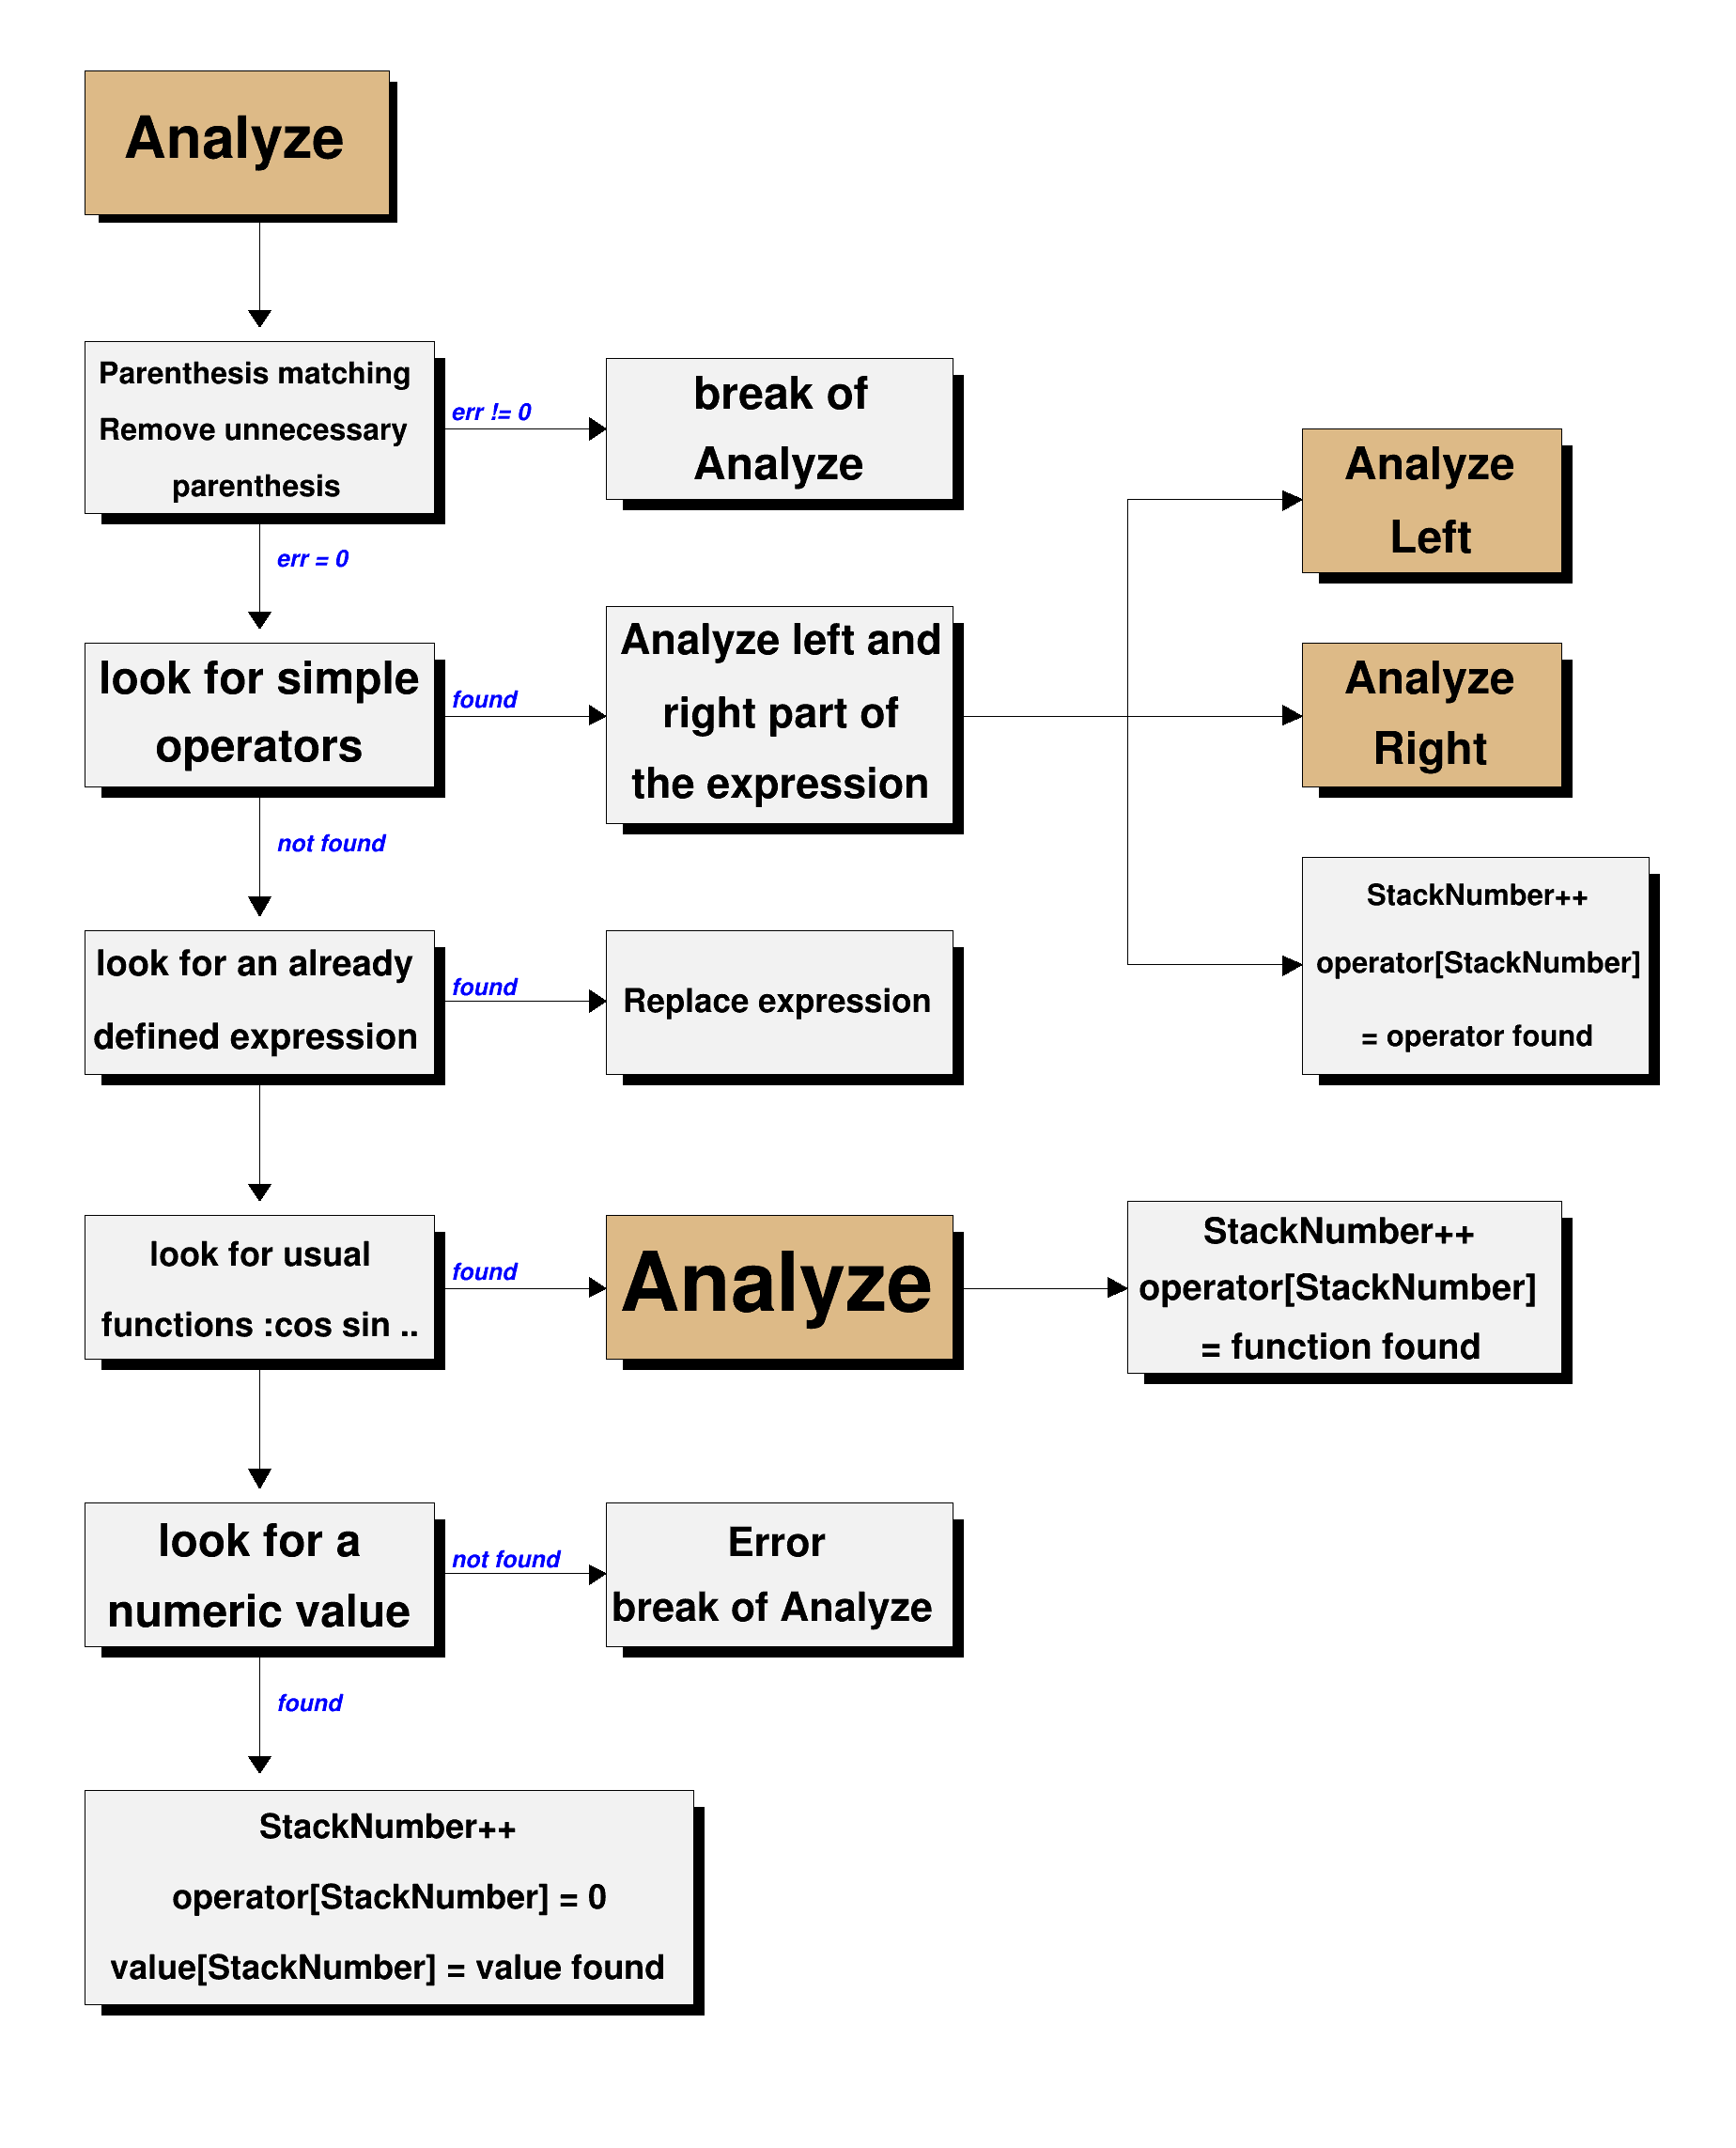 Analyze
Parenthesis matching
Remove unnecessary
parenthesis
err != 0
break of
Analyze
err = 0
look for simple
operators
found
Analyze left and
right part of
the expression
Analyze
Left
Analyze
Right
StackNumber++
operator[StackNumber]
= operator found
not found
look for an already
defined expression
found
Replace expression
look for usual
functions :cos sin ..
found
Analyze
StackNumber++
operator[StackNumber]
= function found
look for a
numeric value
not found
Error
break of Analyze
found
StackNumber++
operator[StackNumber] = 0
value[StackNumber] = value found